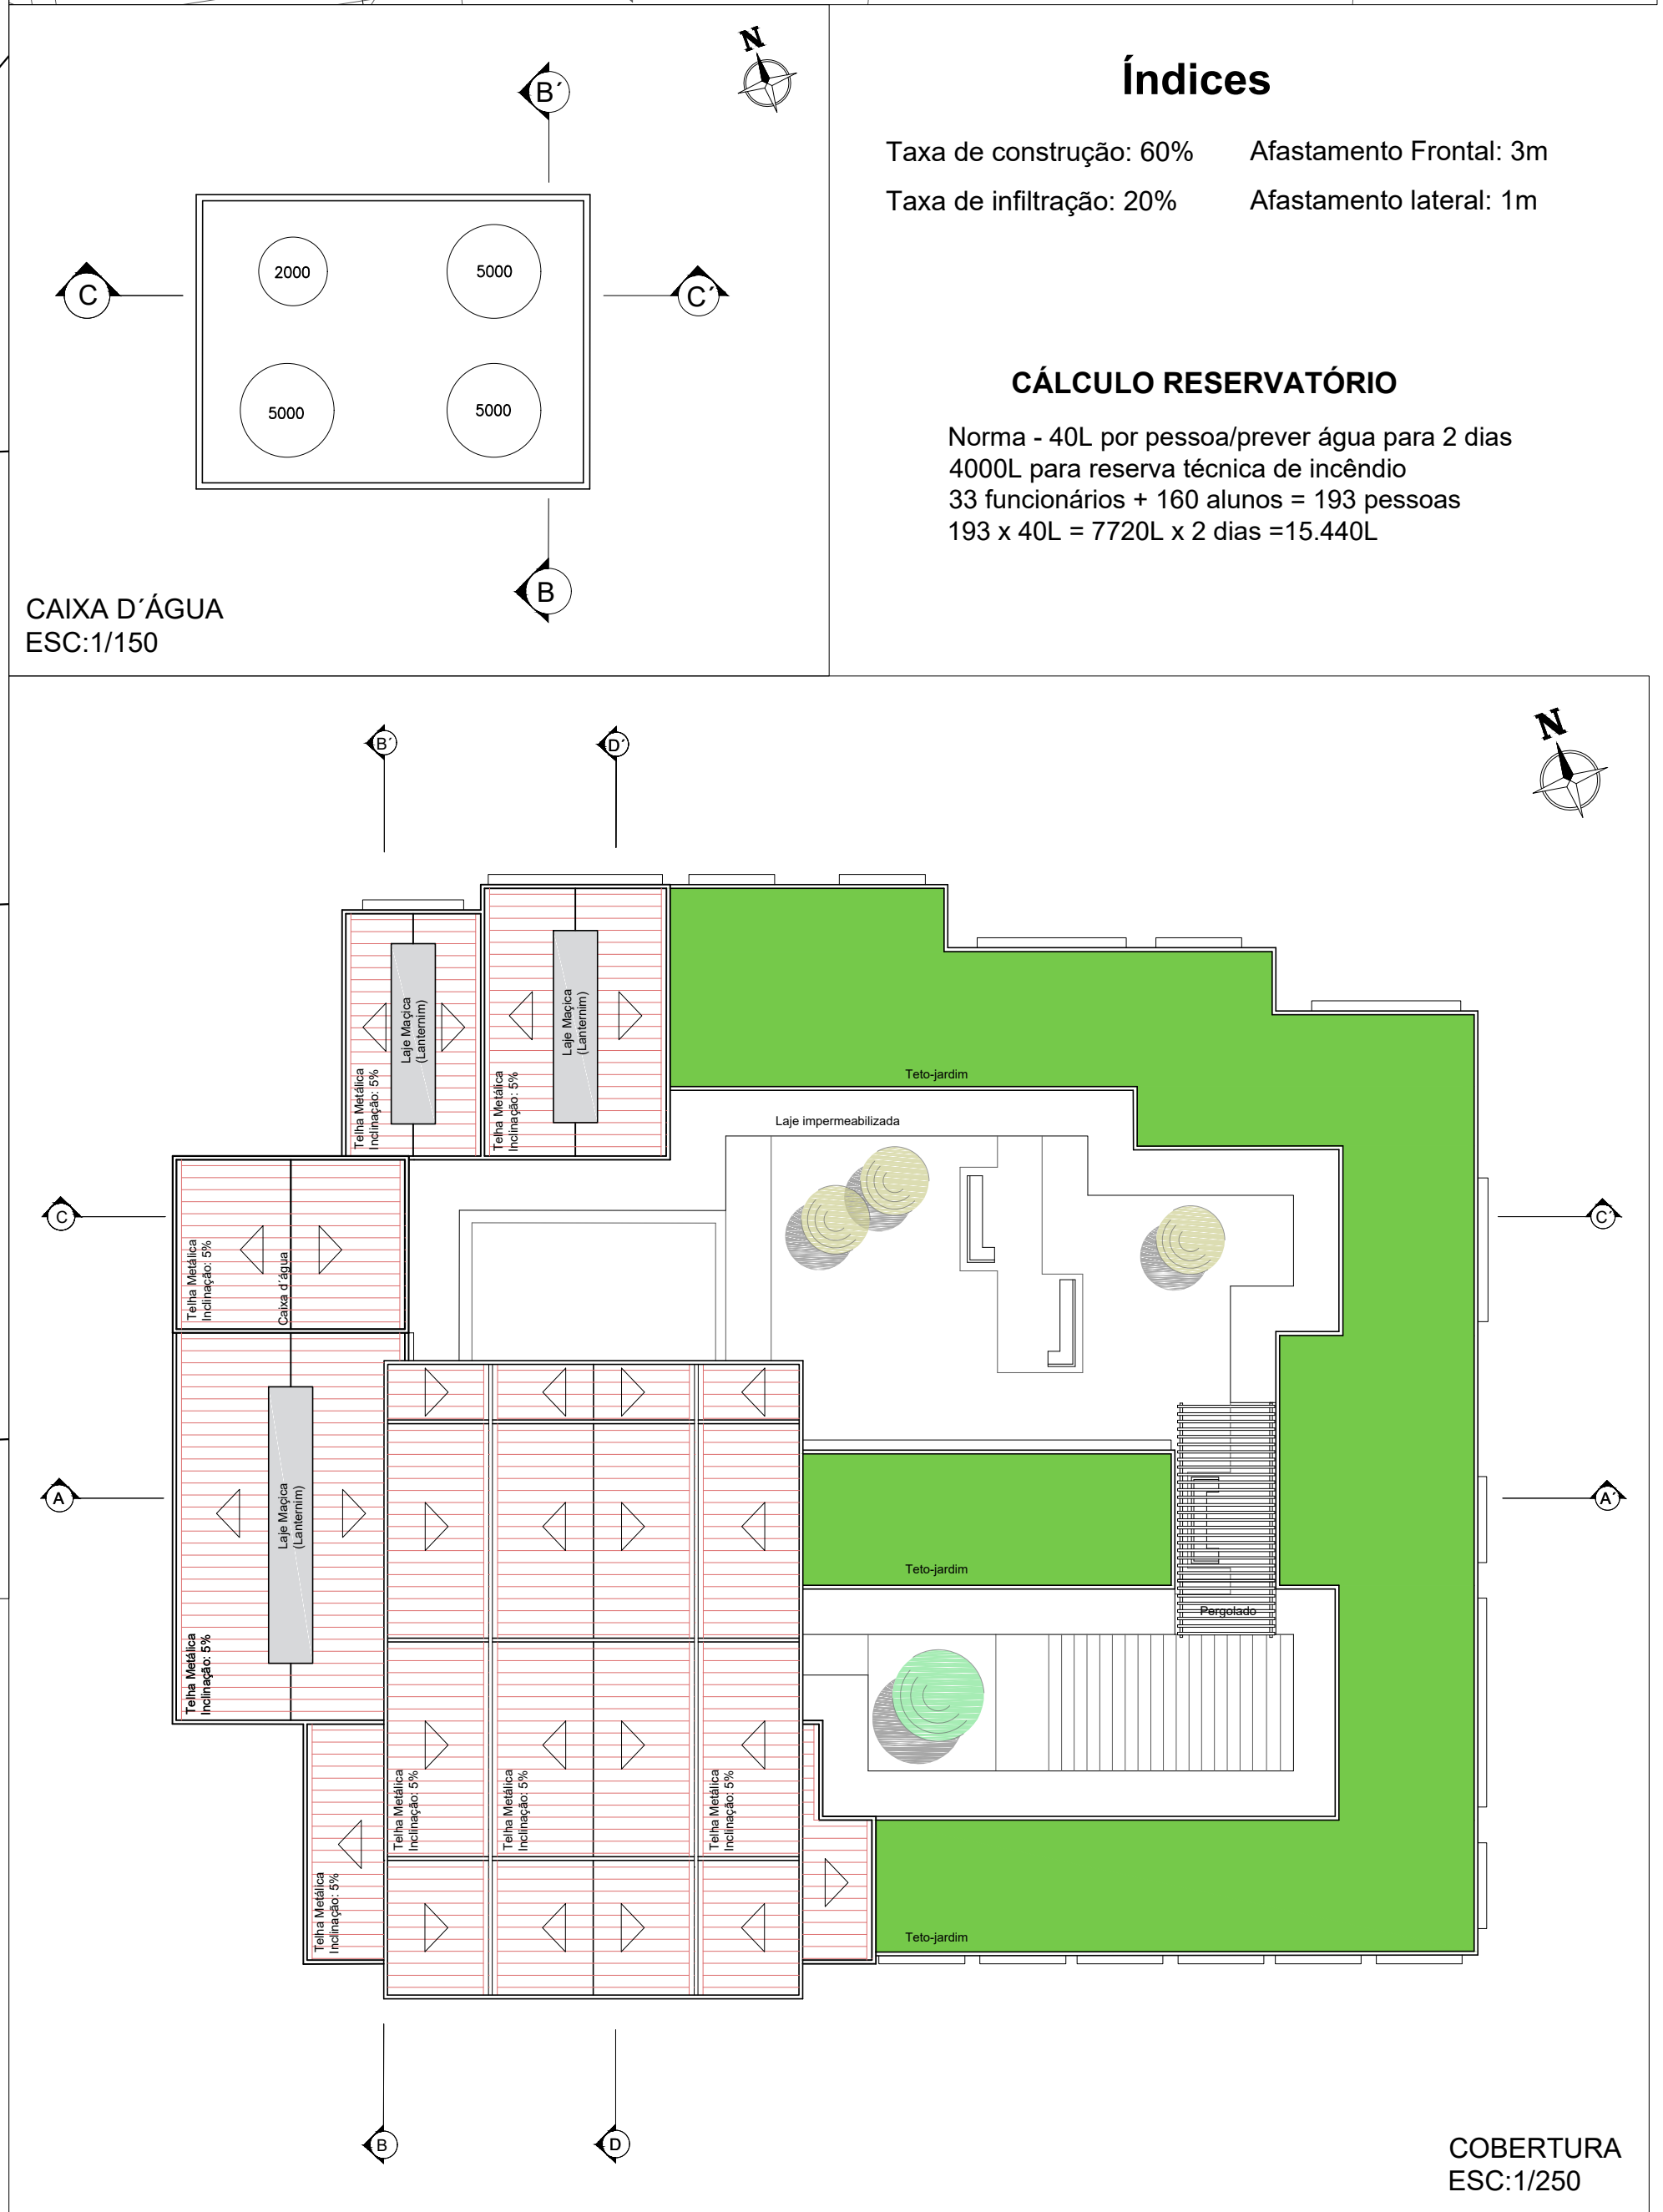 N
B´
C
C´
B
2000
5000
5000
5000
CAIXA D´ÁGUA
ESC:1/150
Índices
Taxa de construção: 60%
Afastamento Frontal: 3m
Taxa de infiltração: 20%
Afastamento lateral: 1m
CÁLCULO RESERVATÓRIO
Norma - 40L por pessoa/prever água para 2 dias
4000L para reserva técnica de incêndio
33 funcionários + 160 alunos = 193 pessoas
193 x 40L = 7720L x 2 dias =15.440L
N
B´
D´
Laje Maçica
(Lanternim)
Telha Metálica
Inclinação: 5%
Laje Maçica
(Lanternim)
Telha Metálica
Inclinação: 5%
Teto-jardim
Laje impermeabilizada
C
C´
Telha Metálica
Inclinação: 5%
Caixa d´água
A
A´
Laje Maçica
(Lanternim)
Telha Metálica
Inclinação: 5%
Teto-jardim
Pergolado
Telha Metálica
Inclinação: 5%
Telha Metálica
Inclinação: 5%
Telha Metálica
Inclinação: 5%
Telha Metálica
Inclinação: 5%
Teto-jardim
B
D
COBERTURA
ESC:1/250